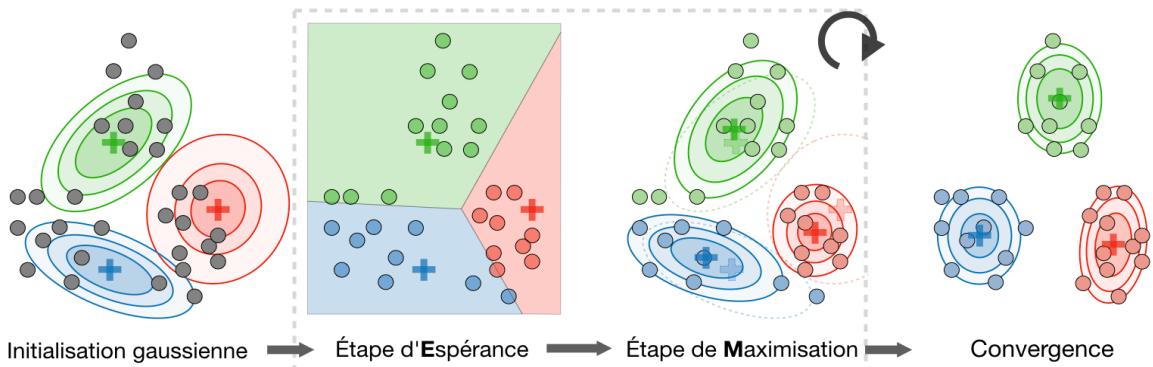 Initialisation gaussienne
Étape d'Espérance
Étape de Maximisation
Convergence